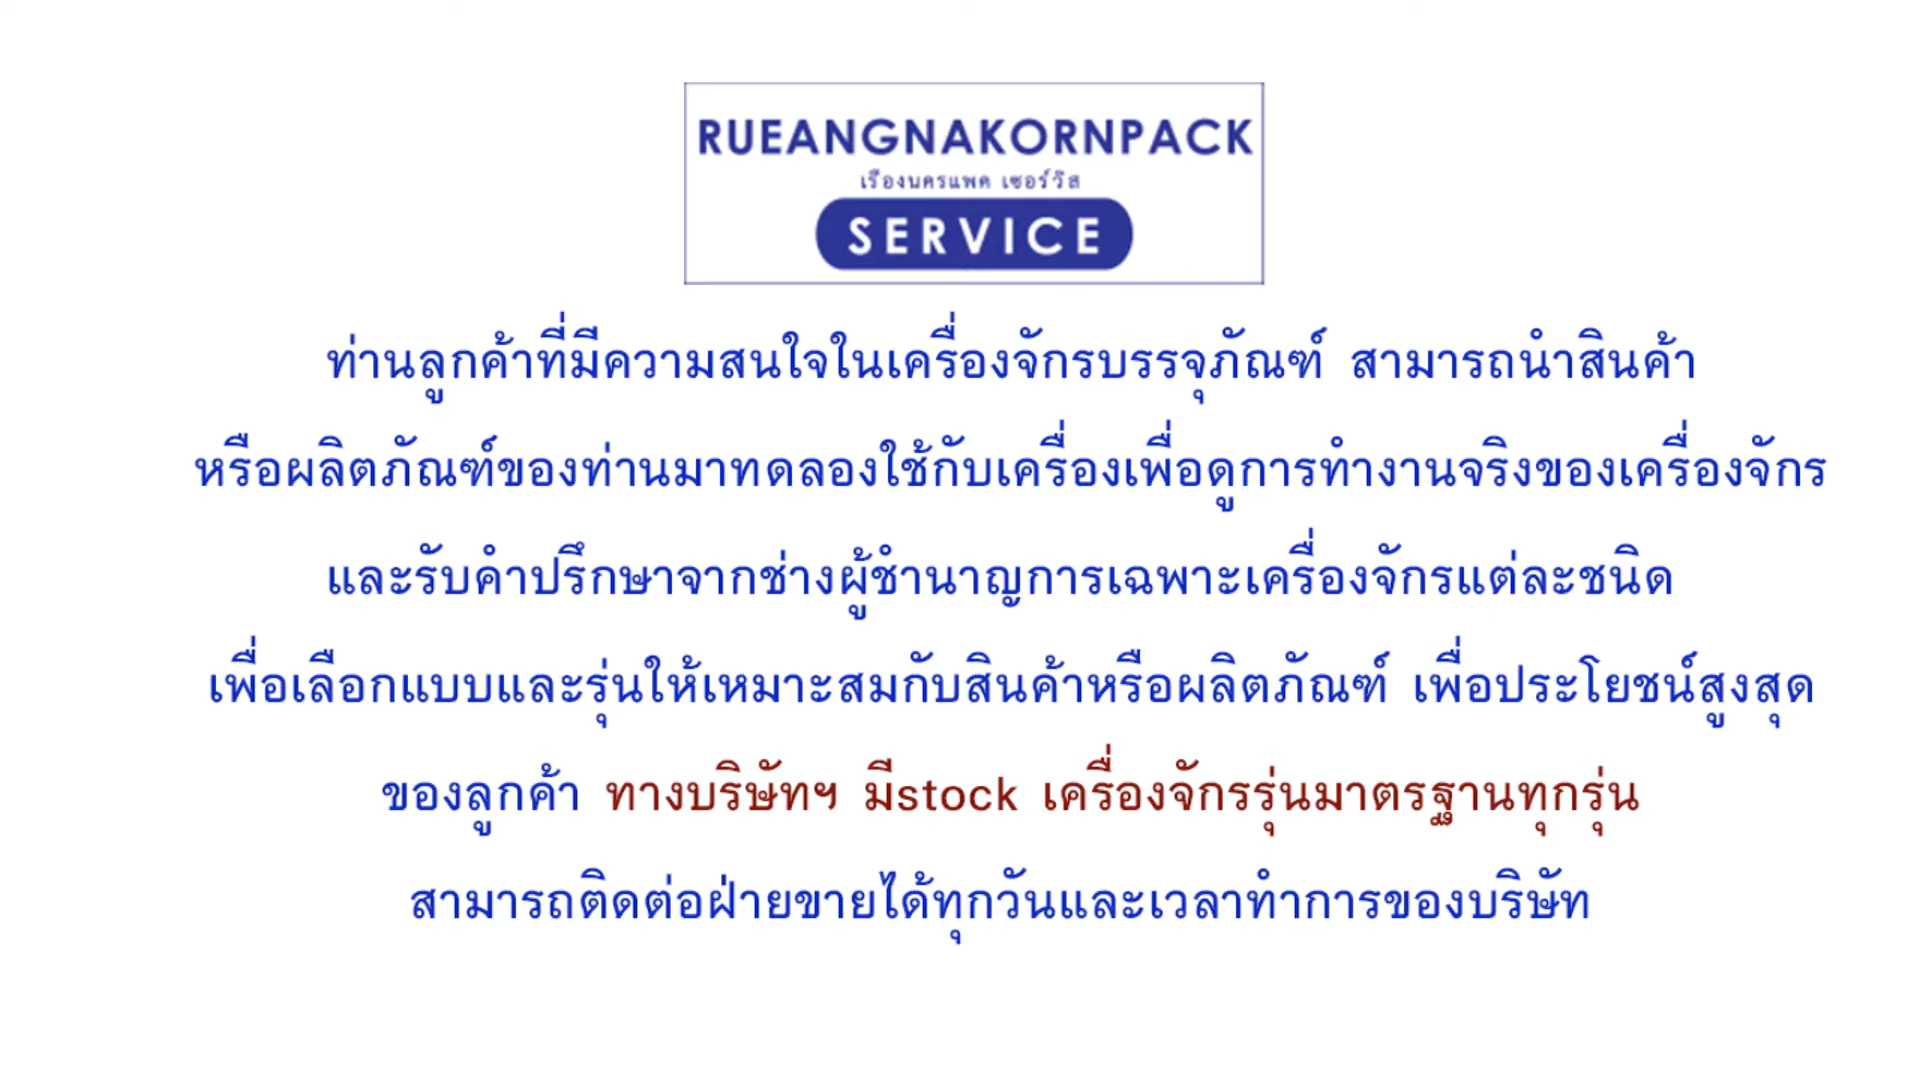 RUEANGNAKORNPACK
เรืองนครแพค เซอร์วิส
SERVICE
ท่านลูกค้าที่มีความสนใจในเครื่องจักรบรรจุภัณฑ์ สามารถนำสินค้า
หรือผลิตภัณฑ์ของท่านมาทดลองใช้กับเครื่องเพื่อดูการทำงานจริงของเครื่องจักร
และรับคำปรึกษาจากช่างผู้ชำนาญการเฉพาะเครื่องจักรแต่ละชนิด
เพื่อเลือกแบบและรุ่นให้เหมาะสมกับสินค้าหรือผลิตภัณฑ์ เพื่อประโยชน์สูงสุด
ของลูกค้า ทางบริษัทฯ มีstock เครื่องจักรรุ่นมาตรฐานทุกรุ่น
สามารถติดต่อฝ่ายขายได้ทุกวันและเวลาทำการของบริษัท